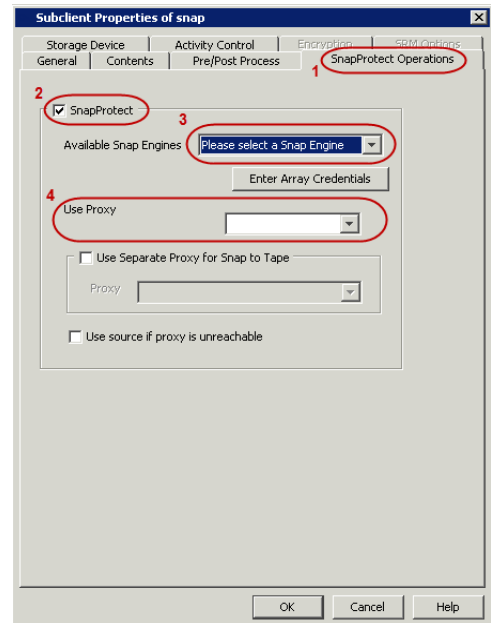 Subclient Properties of snap
Storage Device Activity Control Encryption SRM Options
General Contents Pre/Post Process SnapProtect Operations
1
2
SnapProtect
3
Available Snap Engines Please select a Snap Engine
Enter Array Credentials
4
Use Proxy
Use Separate Proxy for Snap to Tape
Proxy
Use source if proxy is unreachable
OK Cancel Help